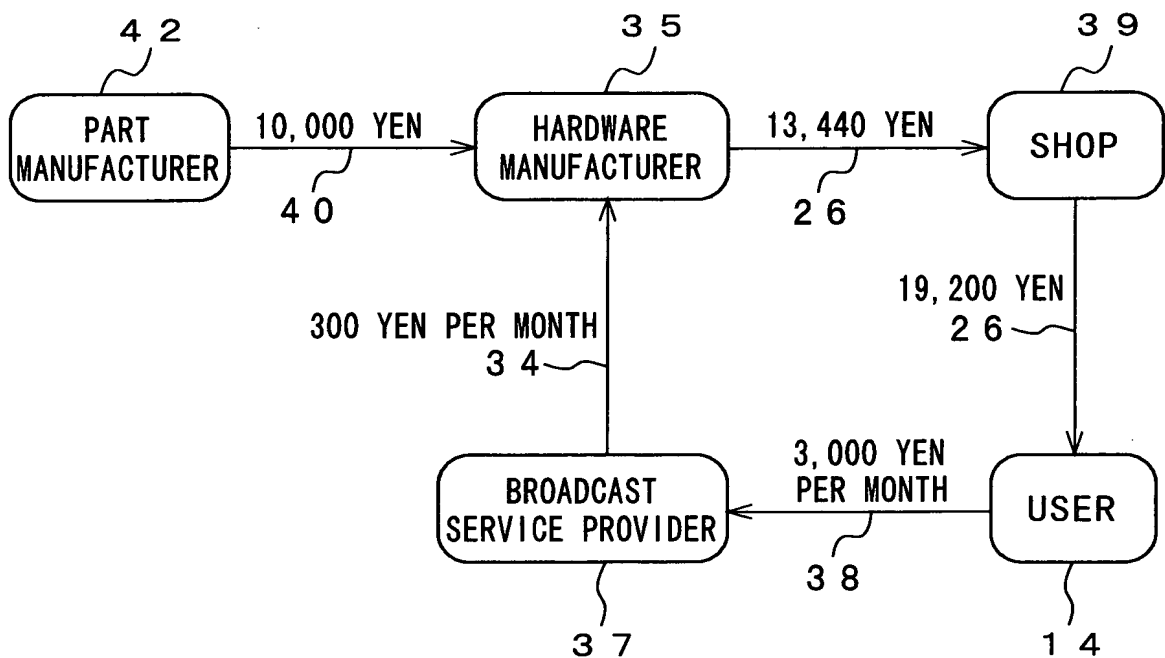 42
35
39
PART
MANUFACTURER
10,000 YEN
40
HARDWARE
MANUFACTURER
13,440 YEN
26
SHOP
300 YEN PER MONTH
34
19,200 YEN
26
BROADCAST
SERVICE PROVIDER
3,000 YEN
PER MONTH
38
USER
37
14